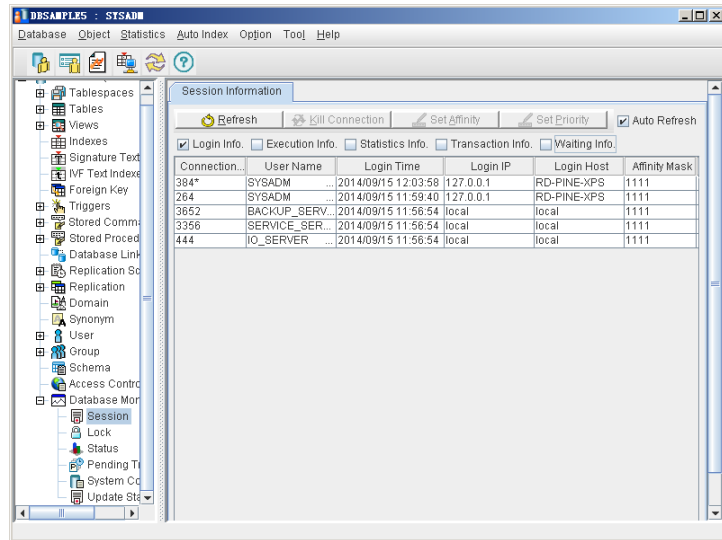 DBSAMPLE5 : SYSADM
Database Object Statistics Auto Index Option Tool Help
Tablespaces
Tables
Views
Indexes
Signature Text
IVF Text Indexe
Foreign Key
Triggers
Stored Comma
Stored Proced
Database Link
Replication Sc
Replication
Domain
Synonym
User
Group
Schema
Access Contro
Database Mon
Session
Lock
Status
Pending Tr
System Co
Update Sta
Session Information
Refresh Kill Connection Set Affinity Set Priority Auto Refresh
Login Info. Execution Info. Statistics Info. Transaction Info. Waiting Info.
Connection... User Name Login Time Login IP Login Host Affinity Mask
384* SYSADM ... 2014/09/15 12:03:58 127.0.0.1 RD-PINE-XPS 1111
264 SYSADM ... 2014/09/15 11:59:40 127.0.0.1 RD-PINE-XPS 1111
3652 BACKUP_SERV... 2014/09/15 11:56:54 local local 1111
3356 SERVICE_SER... 2014/09/15 11:56:54 local local 1111
444 IO_SERVER ... 2014/09/15 11:56:54 local local 1111